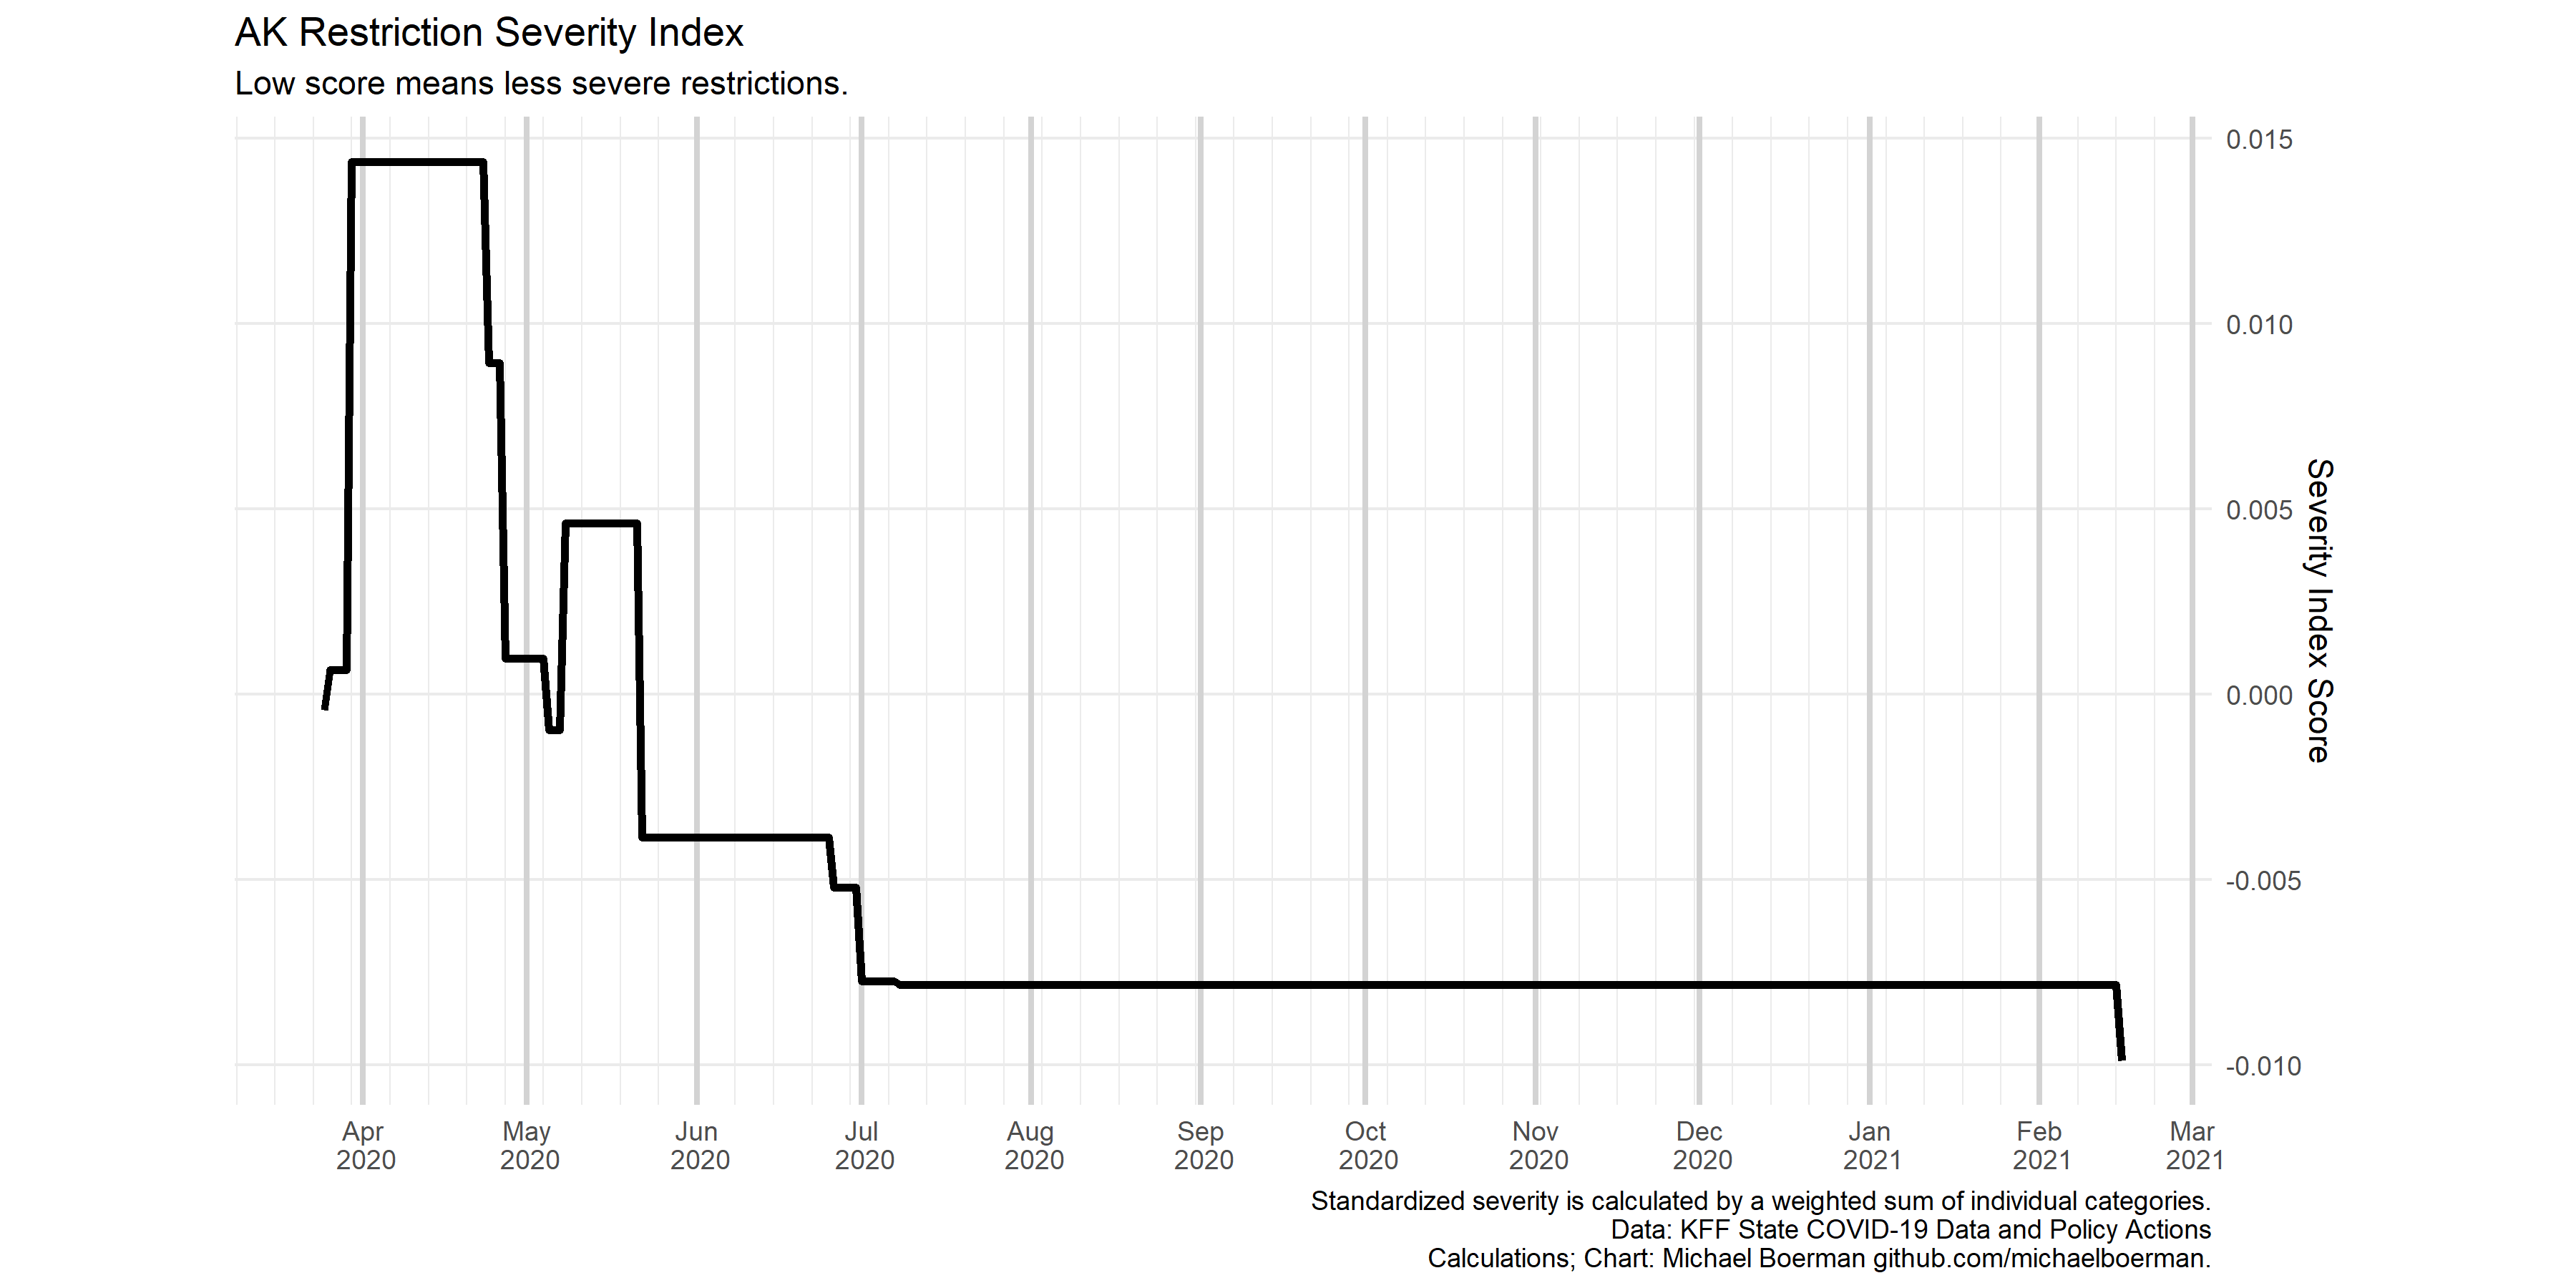 AK Restriction Severity Index
Low score means less severe restrictions.
0.015
0.010
0.005
0.000
-0.005
-0.010
Severity Index Score
Apr 2020
May 2020
Jun 2020
Jul 2020
Aug 2020
Sep 2020
Oct 2020
Nov 2020
Dec 2020
Jan 2021
Feb 2021
Mar 2021
Standardized severity is calculated by a weighted sum of individual categories.
Data: KFF State COVID-19 Data and Policy Actions
Calculations; Chart: Michael Boerman github.com/michaelboerman.